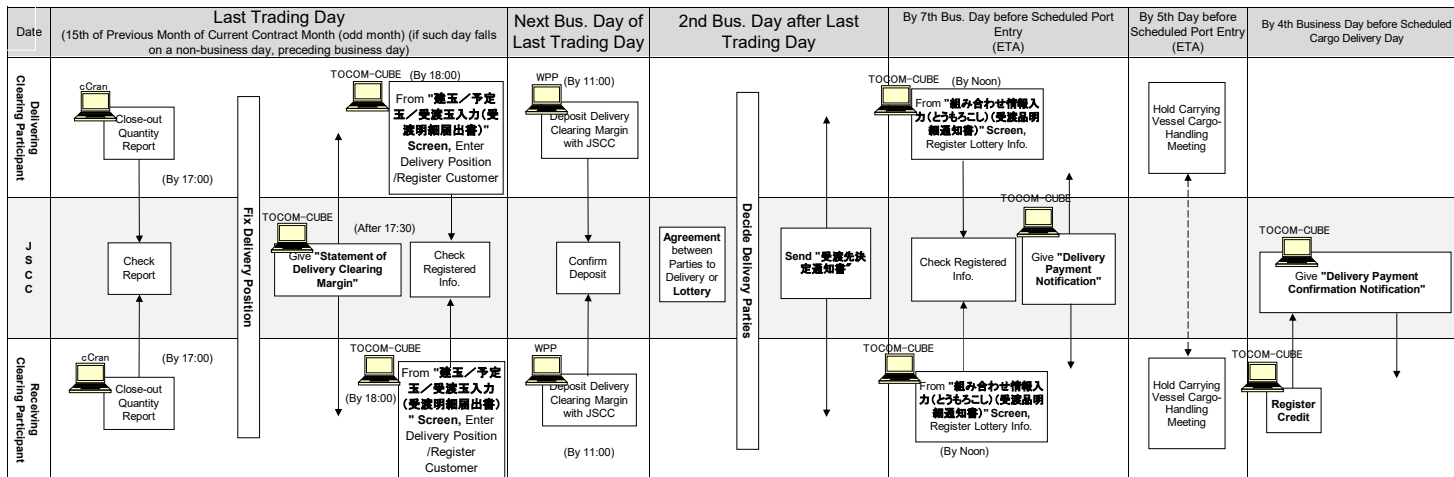 Date
Last Trading Day
(15th of Previous Month of Current Contract Month (odd month) (if such day falls
on a non-business day, preceding business day)
Next Bus. Day of
Last Trading Day
2nd Bus. Day after Last
Trading Day
By 7th Bus. Day before Scheduled Port
Entry
(ETA)
By 5th Day before
Scheduled Port Entry
(ETA)
By 4th Business Day before Scheduled
Cargo Delivery Day
Delivering
Clearing Participant
cCran
Close-out
Quantity
Report
(By 17:00)
TOCOM-CUBE (By 18:00)
From "建玉／予定
玉／受渡玉入力(受
渡明細届出書)"
Screen, Enter
Delivery Position
/Register Customer
WPP (By 11:00)
Deposit Delivery
Clearing Margin
with JSCC
TOCOM-CUBE (By Noon)
From "組み合わせ情報入
力(とうもろこし)(受渡品明
細通知書)" Screen,
Register Lottery Info.
Hold Carrying
Vessel Cargo-
Handling
Meeting
JSCC
Check
Report
Fix Delivery Position
TOCOM-CUBE
(After 17:30)
Give "Statement of
Delivery Clearing
Margin"
Check
Registered
Info.
Confirm
Deposit
Agreement
between
Parties to
Delivery or
Lottery
Decide Delivery Parties
Send "受渡先決
定通知書"
Check Registered
Info.
TOCOM-CUBE
Give "Delivery
Payment
Notification"
TOCOM-CUBE
Give "Delivery Payment
Confirmation Notification"
Receiving
Clearing Participant
cCran
(By 17:00)
Close-out
Quantity
Report
TOCOM-CUBE
(By 18:00)
From "建玉／予定
玉／受渡玉入力
(受渡明細届出書)
" Screen, Enter
Delivery Position
/Register
Customer
WPP
Deposit Delivery
Clearing Margin
with JSCC
(By 11:00)
TOCOM-CUBE
From "組み合わせ情報入
力(とうもろこし)(受渡品明
細通知書)" Screen,
Register Lottery Info.
(By Noon)
Hold Carrying
Vessel Cargo-
Handling
Meeting
TOCOM-CUBE
Register
Credit